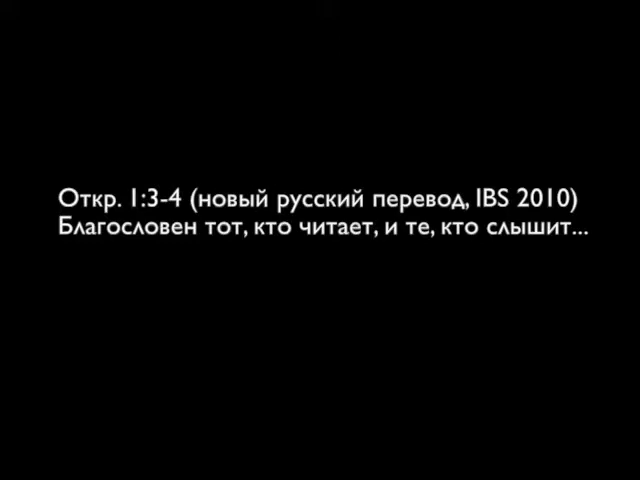 Откр. 1:3-4 (новый русский перевод, IBS 2010)
Благословен тот, кто читает, и те, кто слышит...